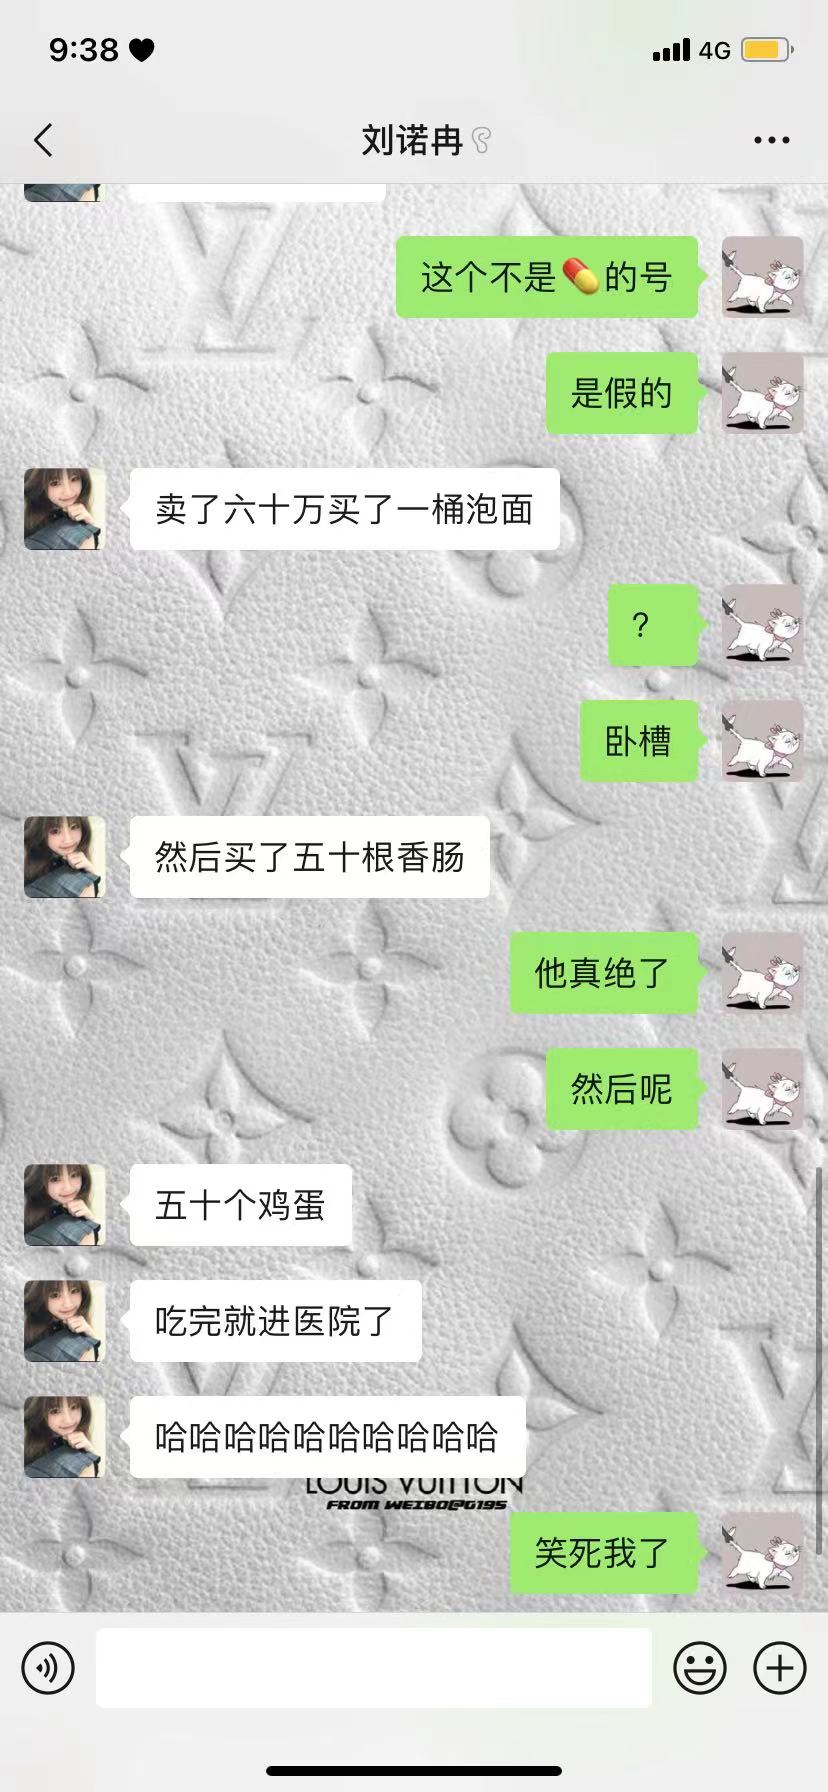 9:38
4G
刘诺冉
这个不是💊的号
是假的
卖了六十万买了一桶泡面
?
卧槽
然后买了五十根香肠
他真绝了
然后呢
五十个鸡蛋
吃完就进医院了
哈哈哈哈哈哈哈哈哈哈
LOUIS VUITTON
FROM WEIBO@G195
笑死我了